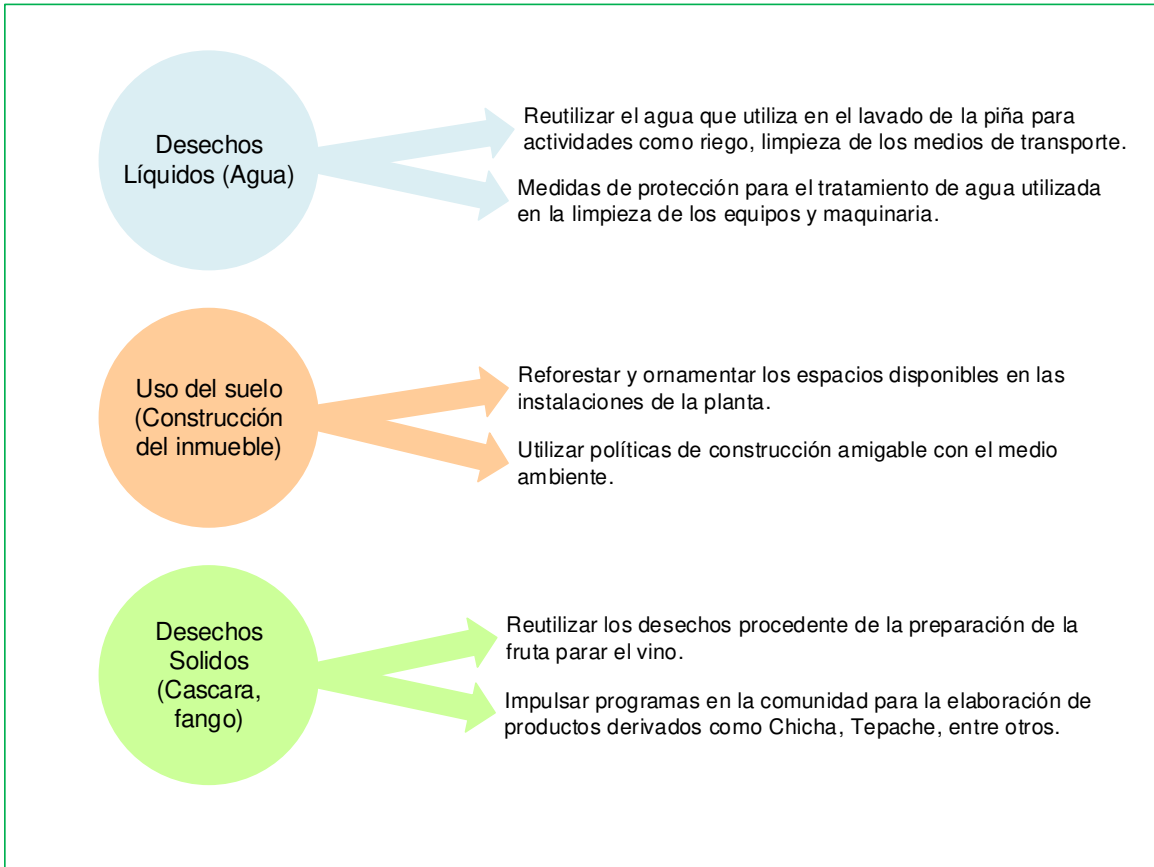 Desechos
Líquidos (Agua)
Reutilizar el agua que utiliza en el lavado de la piña para
actividades como riego, limpieza de los medios de transporte.
Medidas de protección para el tratamiento de agua utilizada
en la limpieza de los equipos y maquinaria.
Uso del suelo
(Construcción
del inmueble)
Reforestar y ornamentar los espacios disponibles en las
instalaciones de la planta.
Utilizar políticas de construcción amigable con el medio
ambiente.
Desechos
Solidos
(Cascara,
fango)
Reutilizar los desechos procedente de la preparación de la
fruta parar el vino.
Impulsar programas en la comunidad para la elaboración de
productos derivados como Chicha, Tepache, entre otros.